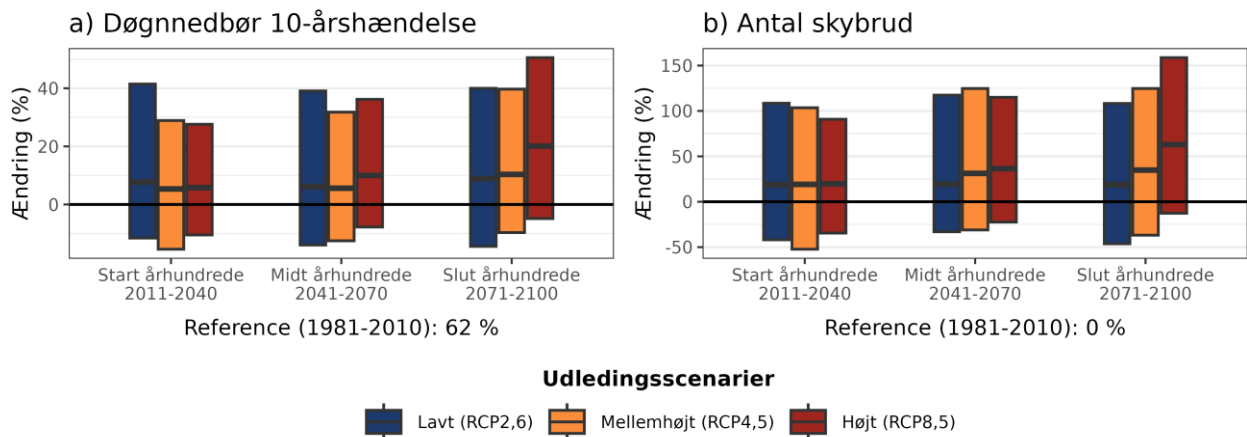 a) Døgnnedbør 10-årshændelse
Ændring (%)
40
20
0
Start århundrede
2011-2040
Midt århundrede
2041-2070
Slut århundrede
2071-2100
Reference (1981-2010): 62 %
b) Antal skybrud
Ændring (%)
150
100
50
0
-50
Start århundrede
2011-2040
Midt århundrede
2041-2070
Slut århundrede
2071-2100
Reference (1981-2010): 0 %
Udledingsscenarier
Lavt (RCP2,6)
Mellemhøjt (RCP4,5)
Højt (RCP8,5)